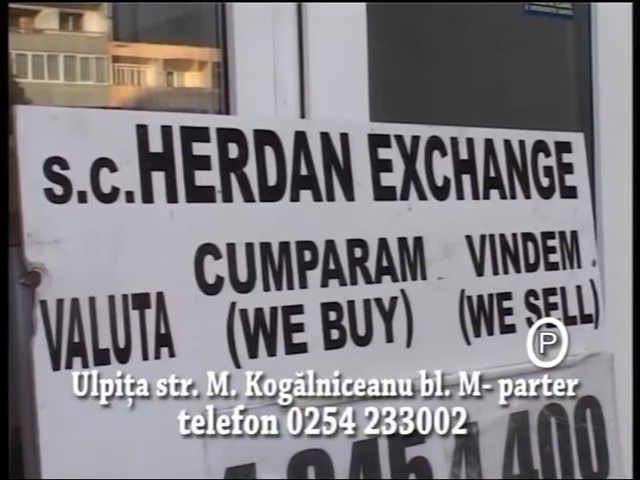 s.c.HERDAN EXCHANGE
CUMPARAM VINDEM
VALUTA (WE BUY) (WE SELL)
P
Ulpița str. M. Kogălniceanu bl. M- parter
telefon 0254 233002